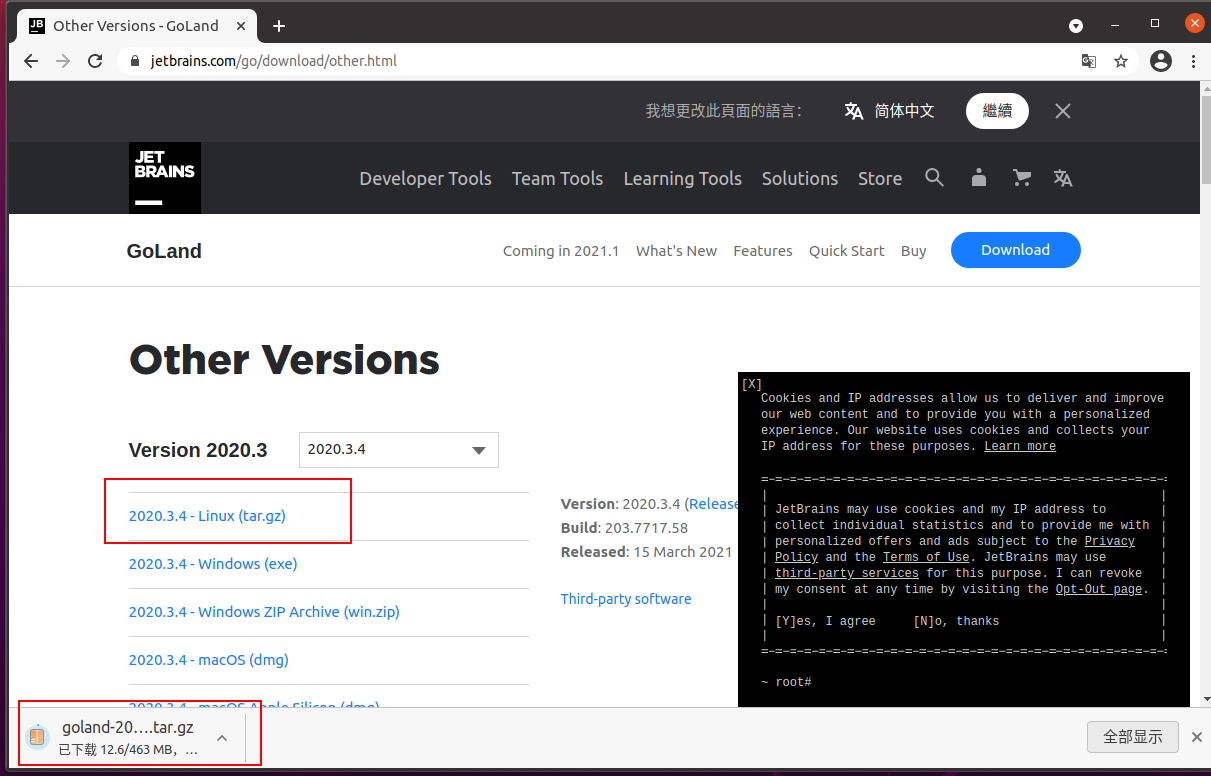 Other Versions - GoLand
jetbrains.com/go/download/other.html
我想更改此頁面的語言：
简体中文
繼續
JET
BRAINS
Developer Tools
Team Tools
Learning Tools
Solutions
Store
GoLand
Coming in 2021.1
What's New
Features
Quick Start
Buy
Download
Other Versions
Version 2020.3
2020.3.4
2020.3.4 - Linux (tar.gz)
2020.3.4 - Windows (exe)
2020.3.4 - Windows ZIP Archive (win.zip)
2020.3.4 - macOS (dmg)
2020.3.4 - macOS Apple Silicon (dmg)
Version: 2020.3.4 (Release
Build: 203.7717.58
Released: 15 March 2021
Third-party software
[X]
Cookies and IP addresses allow us to deliver and improve
our web content and to provide you with a personalized
experience. Our website uses cookies and collects your
IP address for these purposes. Learn more
JetBrains may use cookies and my IP address to
collect individual statistics and to provide me with
personalized offers and ads subject to the Privacy
Policy and the Terms of Use. JetBrains may use
third-party services for this purpose. I can revoke
my consent at any time by visiting the Opt-Out page.
[Y]es, I agree [N]o, thanks
~ root#
goland-20....tar.gz
已下载 12.6/463 MB，...
全部显示